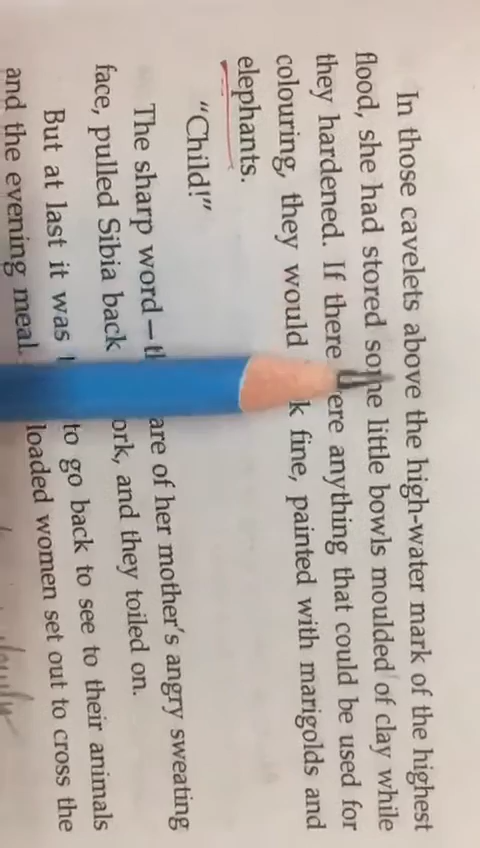 In those cavelets above the high-water mark of the highest
flood, she had stored some little bowls moulded of clay while
they hardened. If there were anything that could be used for
colouring, they would k fine, painted with marigolds and
elephants.
"Child!"
The sharp word— are of her mother's angry sweating
face, pulled Sibia back ork, and they toiled on.
But at last it was to go back to see to their animals
and the evening meal. loaded women set out to cross the